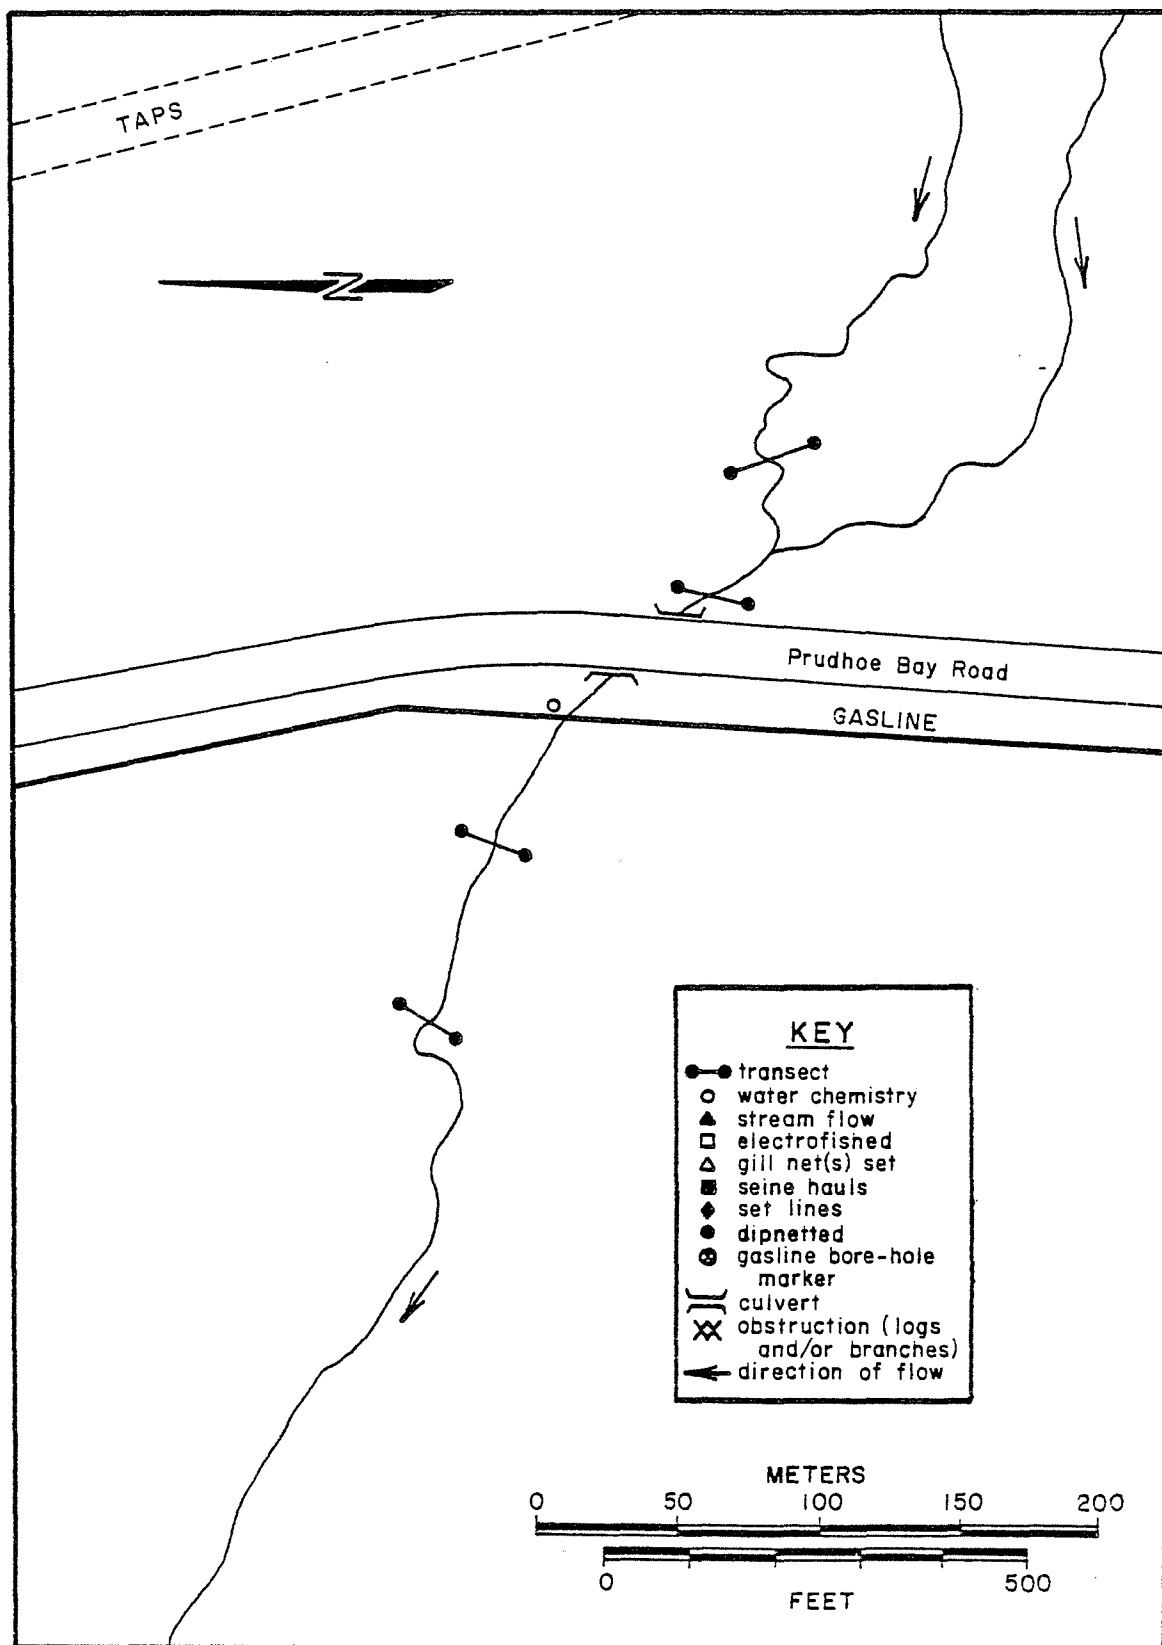 TAPS
N
Prudhoe Bay Road
GASLINE
KEY
transect
water chemistry
stream flow
electrofished
gill net(s) set
seine hauls
set lines
dipnetted
gasline bore-hole
marker
culvert
obstruction (logs
and/or branches)
direction of flow
METERS
0 50 100 150 200
0 500
FEET